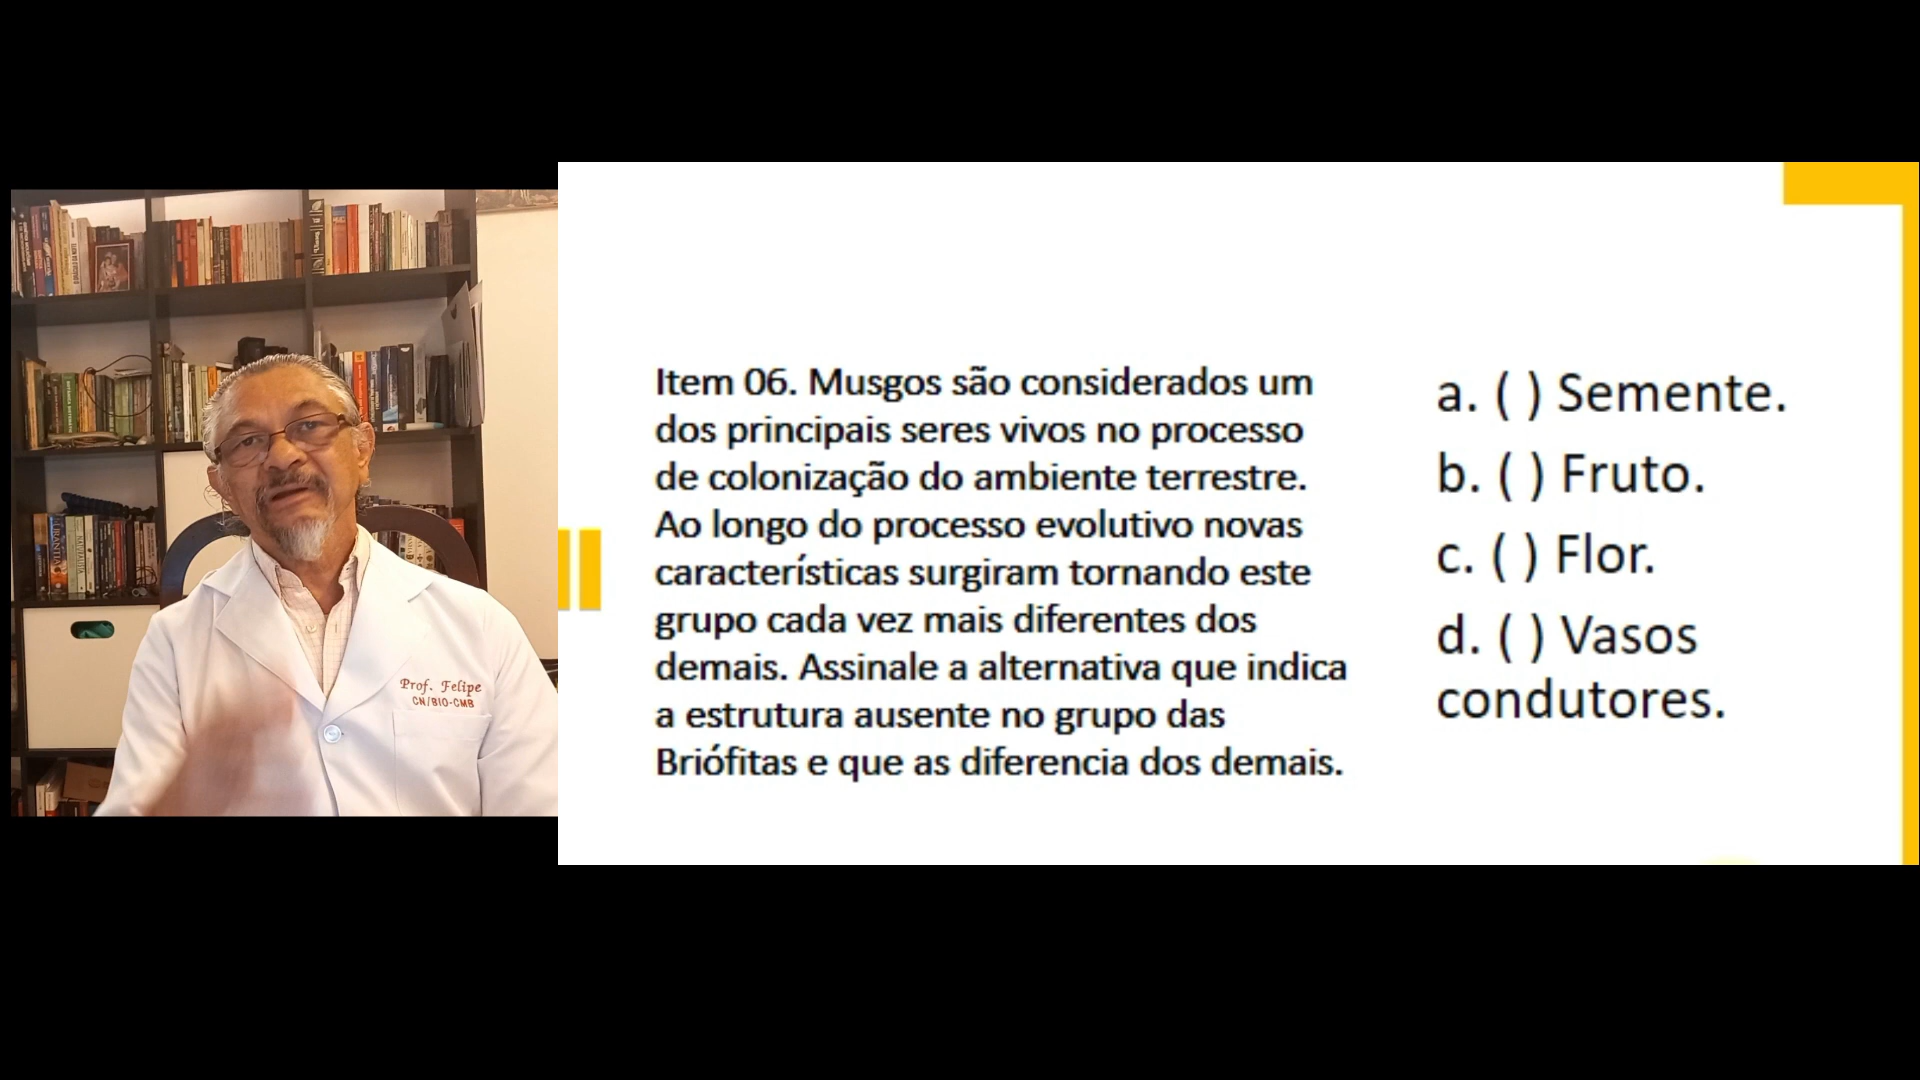 Prof. Felipe
CN/BIO-CMB
Item 06. Musgos são considerados um
dos principais seres vivos no processo
de colonização do ambiente terrestre.
Ao longo do processo evolutivo novas
características surgiram tornando este
grupo cada vez mais diferentes dos
demais. Assinale a alternativa que indica
a estrutura ausente no grupo das
Briófitas e que as diferencia dos demais.
a. ( ) Semente.
b. ( ) Fruto.
c. ( ) Flor.
d. ( ) Vasos
condutores.